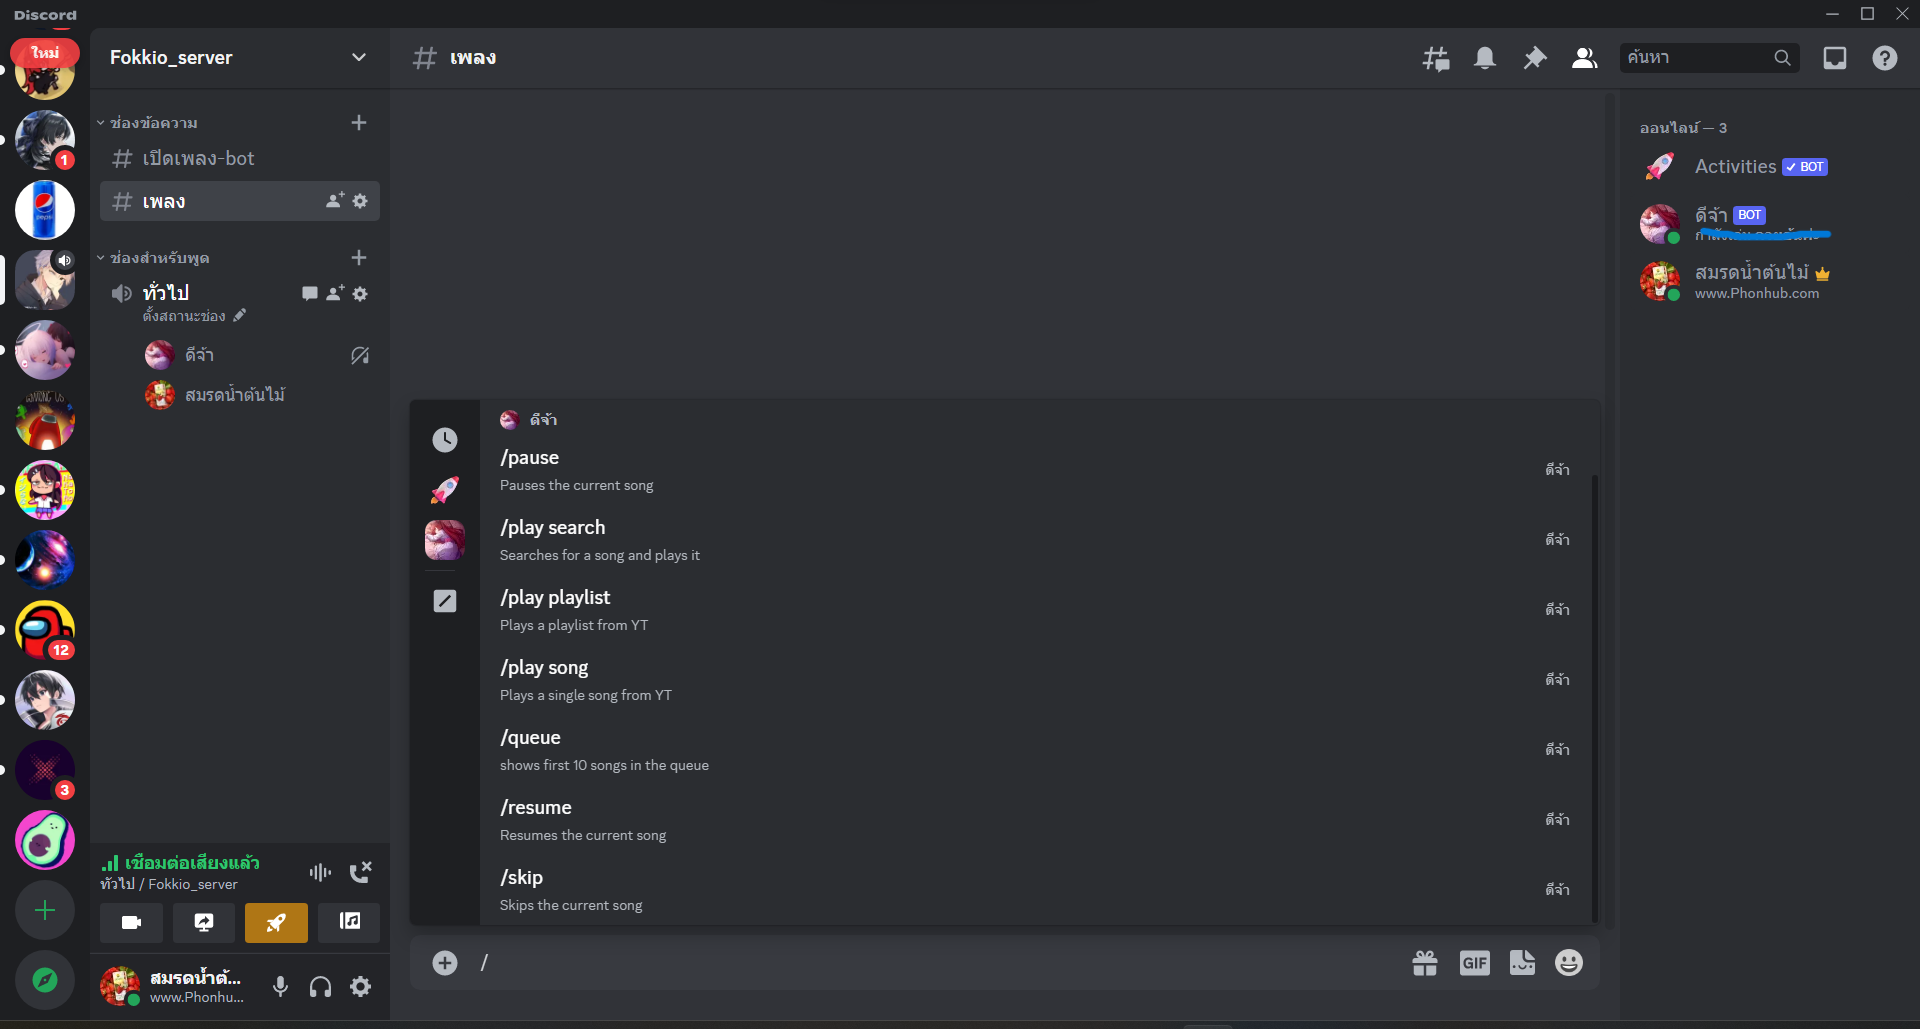 Discord
ใหม่
1
12
3
Fokkio_server
ช่องข้อความ
เปิดเพลง-bot
เพลง
ช่องสำหรับพูด
ทั่วไป
ตั้งสถานะช่อง
ดีจ้า
สมรดน้ำต้นไม้
เชื่อมต่อเสียงแล้ว
ทั่วไป / Fokkio_server
สมรดน้ำต้...
www.Phonhu...
เพลง
ค้นหา
ดีจ้า
/pause
Pauses the current song
ดีจ้า
/play search
Searches for a song and plays it
ดีจ้า
/play playlist
Plays a playlist from YT
ดีจ้า
/play song
Plays a single song from YT
ดีจ้า
/queue
shows first 10 songs in the queue
ดีจ้า
/resume
Resumes the current song
ดีจ้า
/skip
Skips the current song
ดีจ้า
/
GIF
ออนไลน์ — 3
Activities BOT
ดีจ้า BOT
สมรดน้ำต้นไม้
www.Phonhub.com